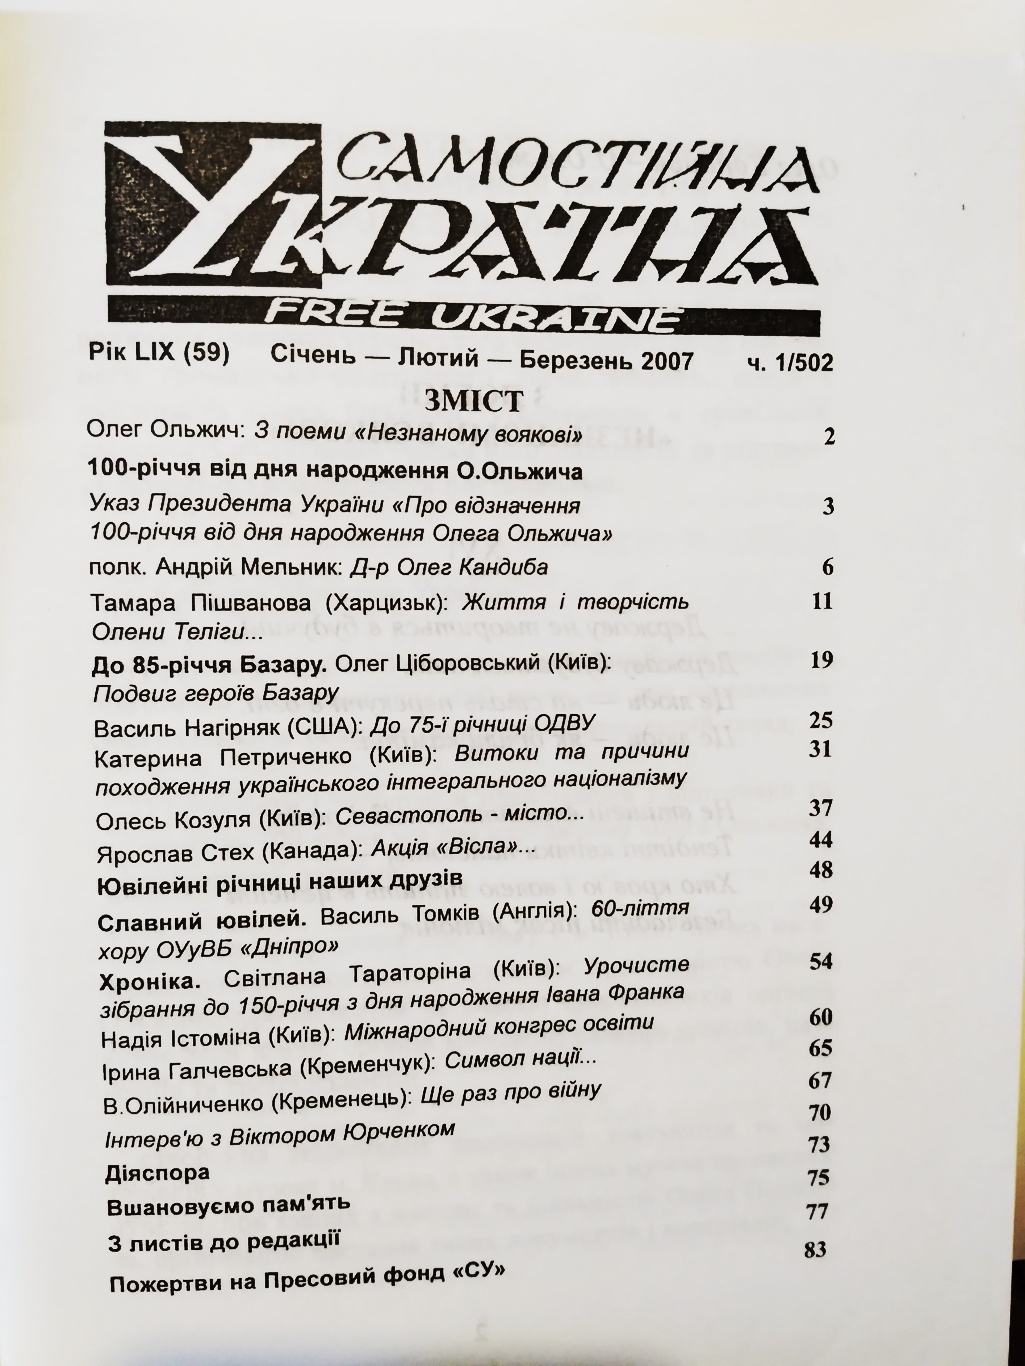 САМОСТІЙНА
УКРАЇНА
FREE UKRAINE
Рік LIX (59) Січень — Лютий — Березень 2007 ч. 1/502
ЗМІСТ
Олег Ольжич: З поеми «Незнаному воякові» 2
100-річчя від дня народження О.Ольжича
Указ Президента України «Про відзначення 3
100-річчя від дня народження Олега Ольжича»
полк. Андрій Мельник: Д-р Олег Кандиба 6
Тамара Пішванова (Харцизьк): Життя і творчість 11
Олени Теліги...
До 85-річчя Базару. Олег Ціборовський (Київ): 19
Подвиг героїв Базару
Василь Нагірняк (США): До 75-ї річниці ОДВУ 25
Катерина Петриченко (Київ): Витоки та причини 31
походження українського інтегрального націоналізму
Олесь Козуля (Київ): Севастополь - місто... 37
Ярослав Стех (Канада): Акція «Вісла»... 44
Ювілейні річниці наших друзів 48
Славний ювілей. Василь Томків (Англія): 60-ліття 49
хору ОУуВБ «Дніпро»
Хроніка. Світлана Тараторіна (Київ): Урочисте 54
зібрання до 150-річчя з дня народження Івана Франка
Надія Істоміна (Київ): Міжнародний конгрес освіти 60
Ірина Галчевська (Кременчук): Символ нації... 65
В.Олійниченко (Кременець): Ще раз про війну 67
Інтерв'ю з Віктором Юрченком 70
Діяспора 73
Вшановуємо пам'ять 75
З листів до редакції 77
Пожертви на Пресовий фонд «СУ» 83